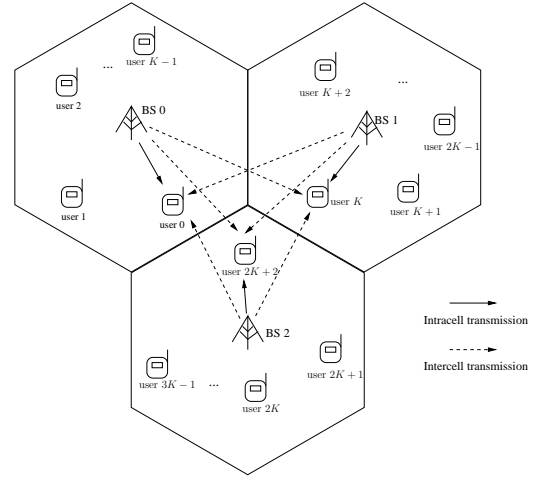 user K − 1
...
user 2
BS 0
user 1
user 0
user K + 2
...
BS 1
user 2K − 1
user K
user K + 1
user 2K + 2
BS 2
user 3K − 1
...
user 2K
user 2K + 1
Intracell transmission
Intercell transmission